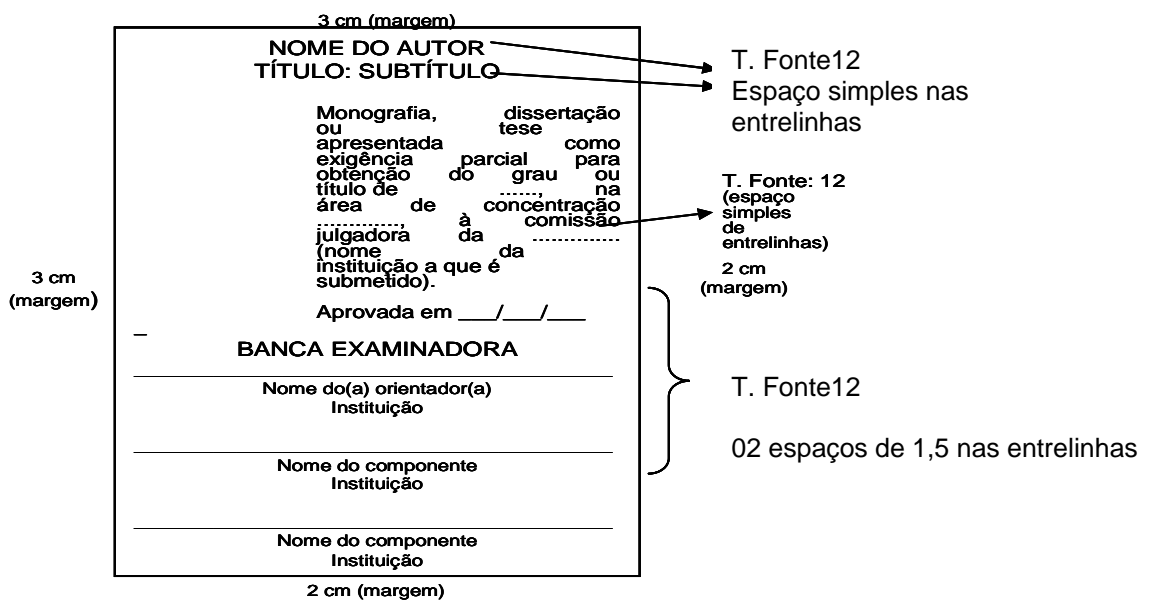 3 cm (margem)
NOME DO AUTOR
TÍTULO: SUBTÍTULO
Monografia, dissertação
ou tese
apresentada como
exigência parcial para
obtenção do grau ou
título de ......, na
área de concentração
............, à comissão
julgadora da ............
(nome da
instituição a que é
submetido).
Aprovada em ___/___/___
_
BANCA EXAMINADORA
Nome do(a) orientador(a)
Instituição
Nome do componente
Instituição
Nome do componente
Instituição
2 cm (margem)
3 cm
(margem)
T. Fonte12
Espaço simples nas
entrelinhas
T. Fonte: 12
(espaço
simples
de
entrelinhas)
2 cm
(margem)
T. Fonte12
02 espaços de 1,5 nas entrelinhas